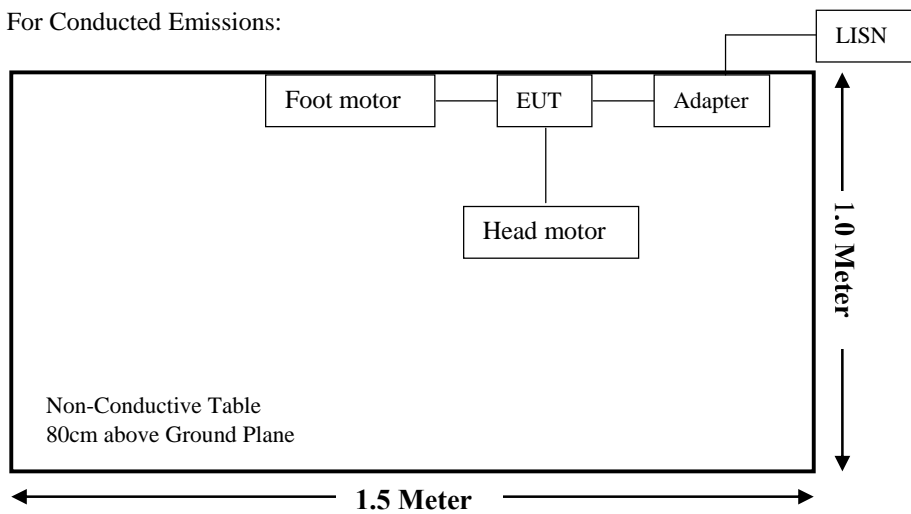 For Conducted Emissions:
LISN
Foot motor
EUT
Adapter
Head motor
1.0 Meter
Non-Conductive Table
80cm above Ground Plane
1.5 Meter